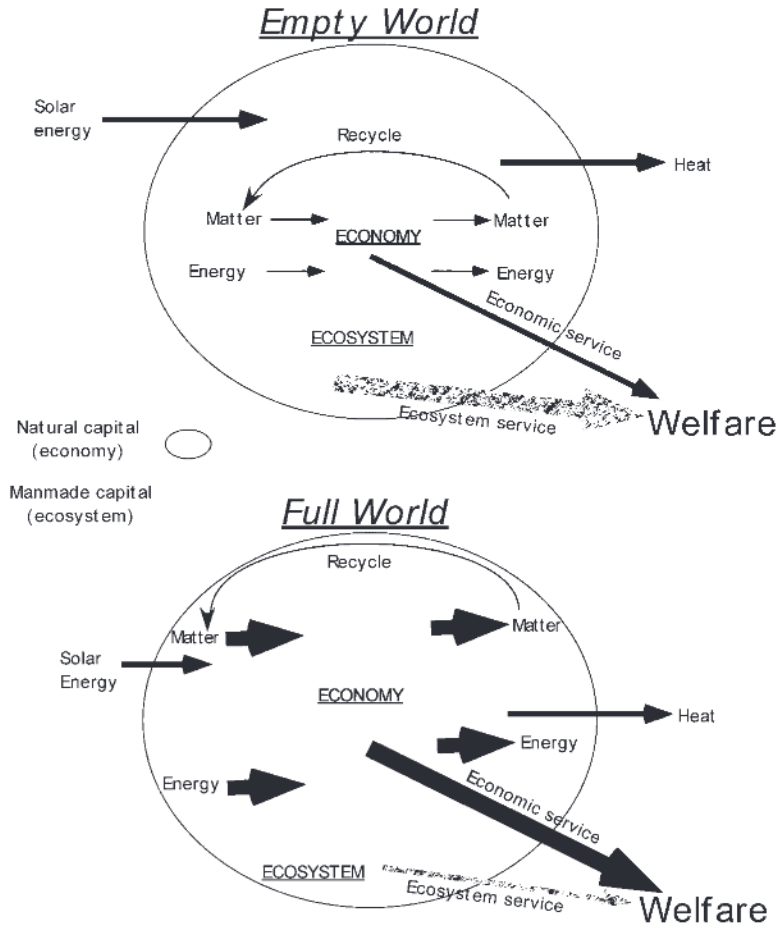 Empty World
Solar
energy
Recycle
Heat
Matter
Matter
ECONOMY
Energy
Energy
Economic service
ECOSYSTEM
Ecosystem service
Welfare
Natural capital
(economy)
Manmade capital
(ecosystem)
Full World
Recycle
Matter
Matter
Solar
Energy
ECONOMY
Heat
Energy
Energy
Economic service
ECOSYSTEM
Ecosystem service
Welfare